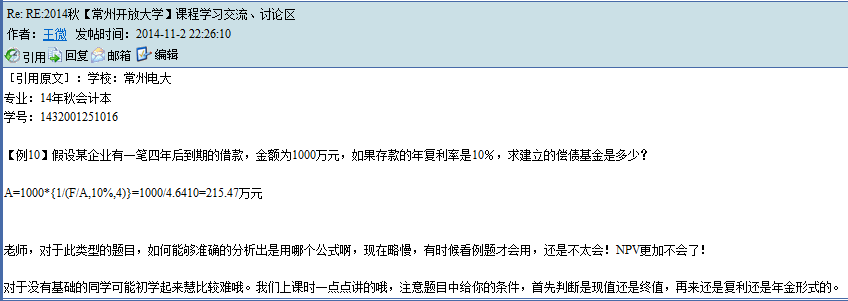 Re: RE:2014秋【常州开放大学】课程学习交流、讨论区
作者：王微 发帖时间：2014-11-2 22:26:10
引用 回复 邮箱 编辑
[引用原文]：学校：常州电大
专业：14年秋会计本
学号：1432001251016
【例10】假设某企业有一笔四年后到期的借款，金额为1000万元，如果存款的年复利率是10%，求建立的偿债基金是多少？
A=1000*{1/(F/A,10%,4)}=1000/4.6410=215.47万元
老师，对于此类型的题目，如何能够准确的分析出是用哪个公式啊，现在略慢，有时候看例题才会用，还是不太会！NPV更加不会了！
对于没有基础的同学可能初学起来慧比较难哦。我们上课时一点点讲的哦，注意题目中给你的条件，首先判断是现值还是终值，再来还是复利还是年金形式的。